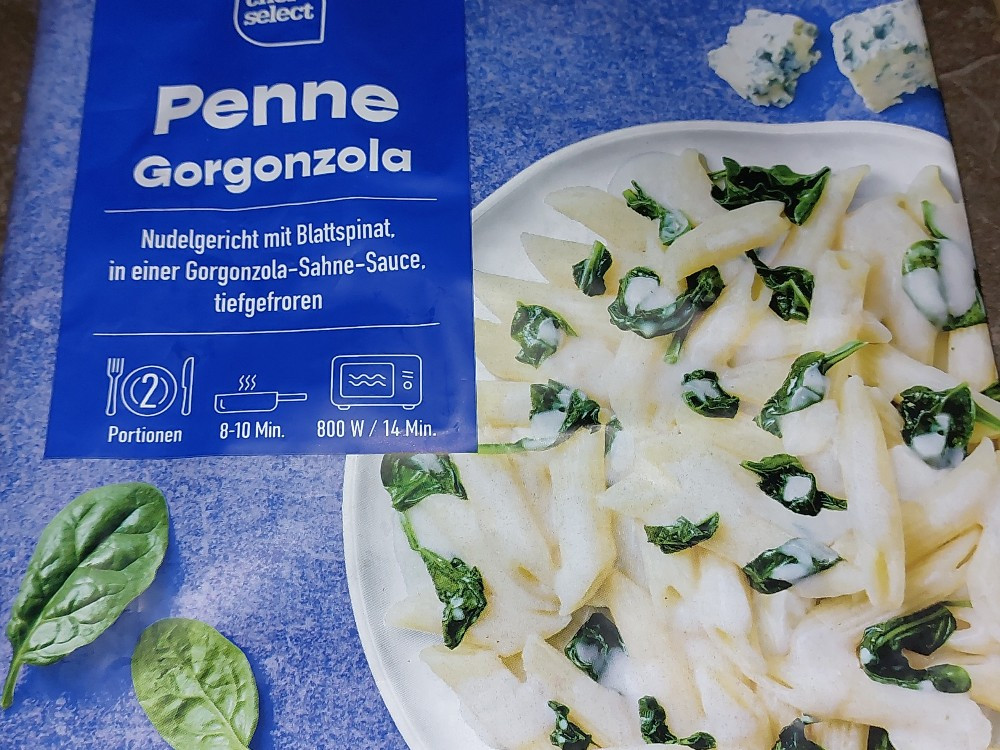 select
Penne
Gorgonzola
Nudelgericht mit Blattspinat,
in einer Gorgonzola-Sahne-Sauce,
tiefgefroren
2
Portionen
8-10 Min.
800 W / 14 Min.